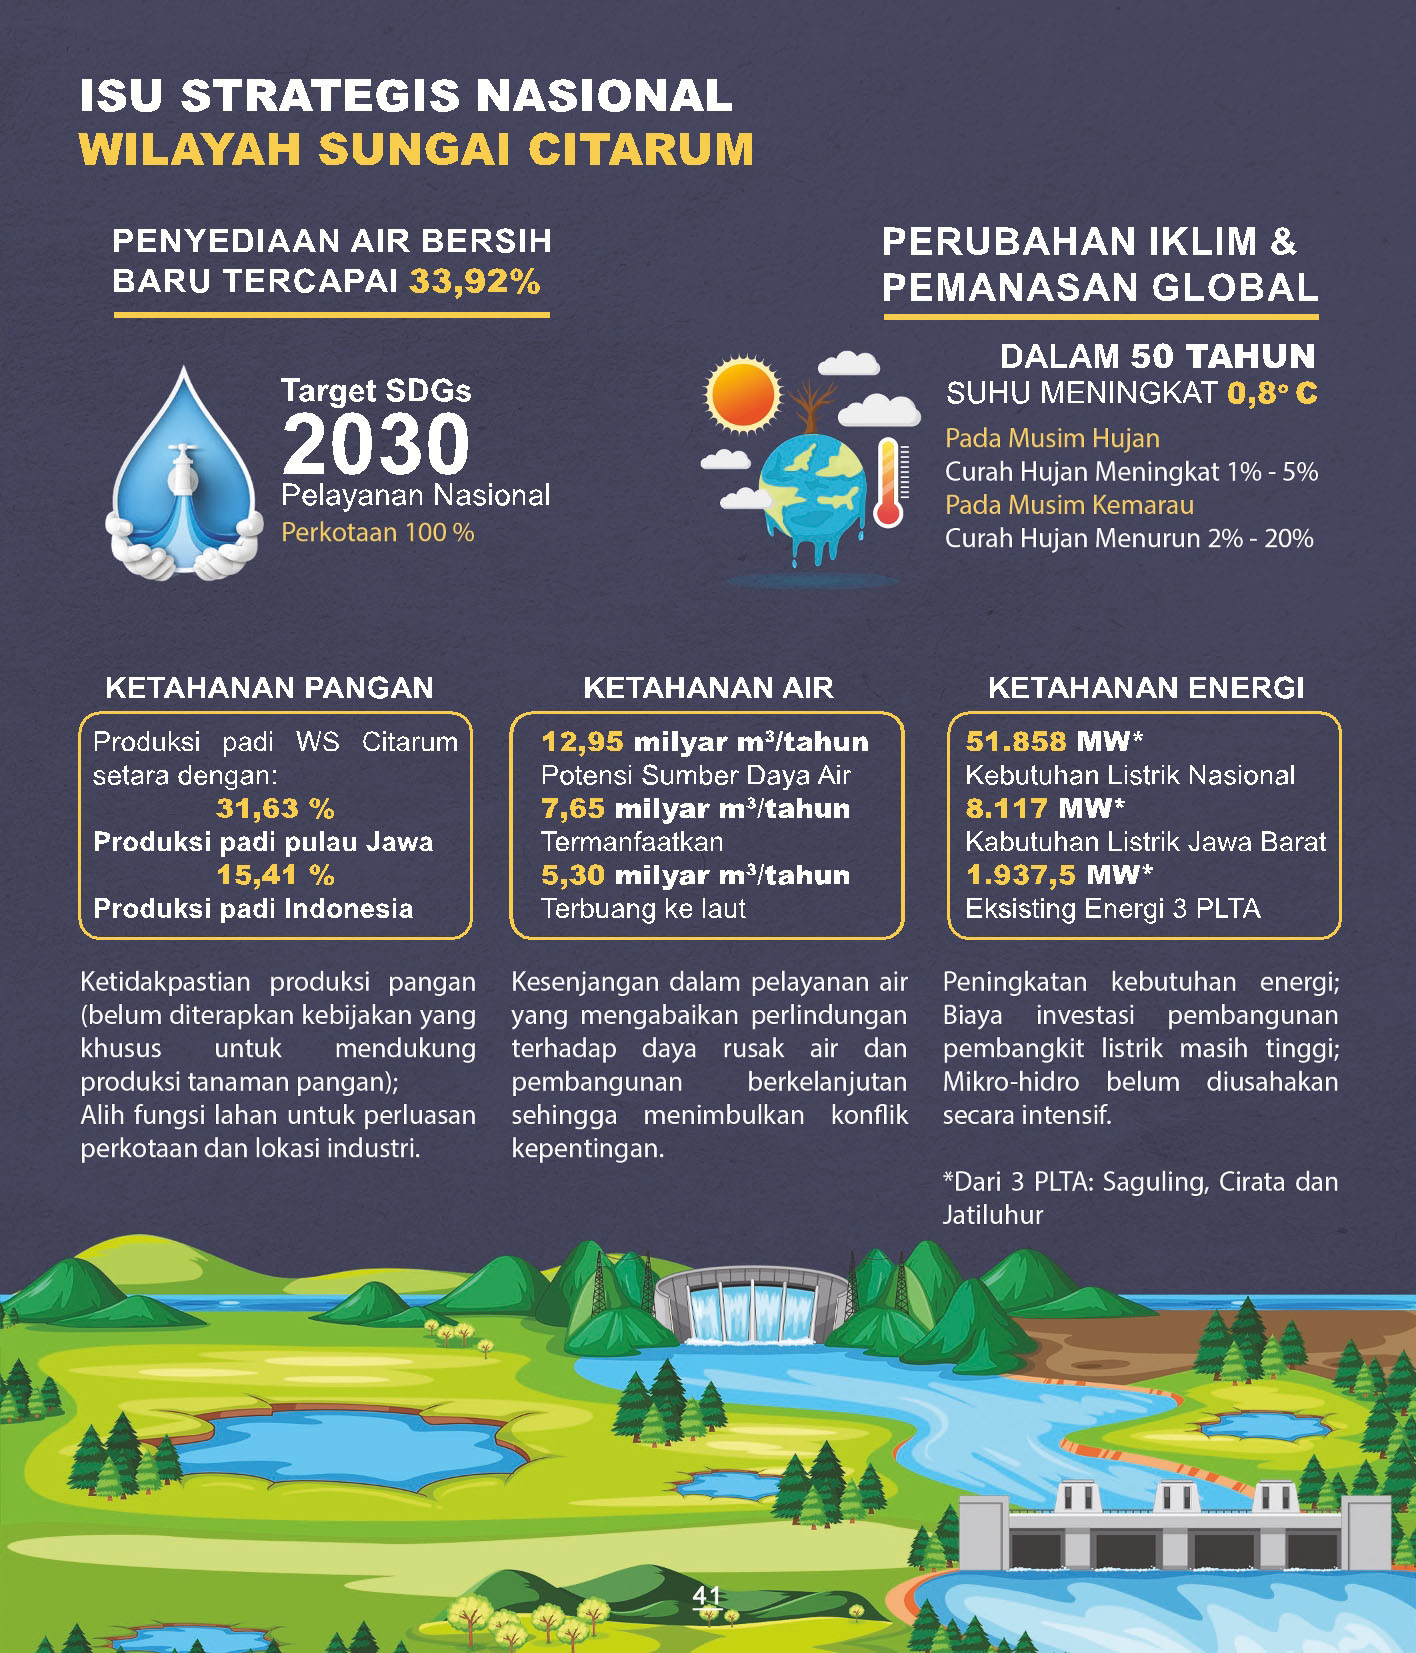 ISU STRATEGIS NASIONAL
WILAYAH SUNGAI CITARUM
PENYEDIAAN AIR BERSIH
BARU TERCAPAI 33,92%
Target SDGs
2030
Pelayanan Nasional
Perkotaan 100 %
PERUBAHAN IKLIM &
PEMANASAN GLOBAL
DALAM 50 TAHUN
SUHU MENINGKAT 0,8° C
Pada Musim Hujan
Curah Hujan Meningkat 1% - 5%
Pada Musim Kemarau
Curah Hujan Menurun 2% - 20%
KETAHANAN PANGAN
Produksi padi WS Citarum
setara dengan:
31,63 %
Produksi padi pulau Jawa
15,41 %
Produksi padi Indonesia
Ketidakpastian produksi pangan
(belum diterapkan kebijakan yang
khusus untuk mendukung
produksi tanaman pangan);
Alih fungsi lahan untuk perluasan
perkotaan dan lokasi industri.
KETAHANAN AIR
12,95 milyar m³/tahun
Potensi Sumber Daya Air
7,65 milyar m³/tahun
Termanfaatkan
5,30 milyar m³/tahun
Terbuang ke laut
Kesenjangan dalam pelayanan air
yang mengabaikan perlindungan
terhadap daya rusak air dan
pembangunan berkelanjutan
sehingga menimbulkan konflik
kepentingan.
KETAHANAN ENERGI
51.858 MW*
Kebutuhan Listrik Nasional
8.117 MW*
Kabutuhan Listrik Jawa Barat
1.937,5 MW*
Eksisting Energi 3 PLTA
Peningkatan kebutuhan energi;
Biaya investasi pembangunan
pembangkit listrik masih tinggi;
Mikro-hidro belum diusahakan
secara intensif.
*Dari 3 PLTA: Saguling, Cirata dan
Jatiluhur
41